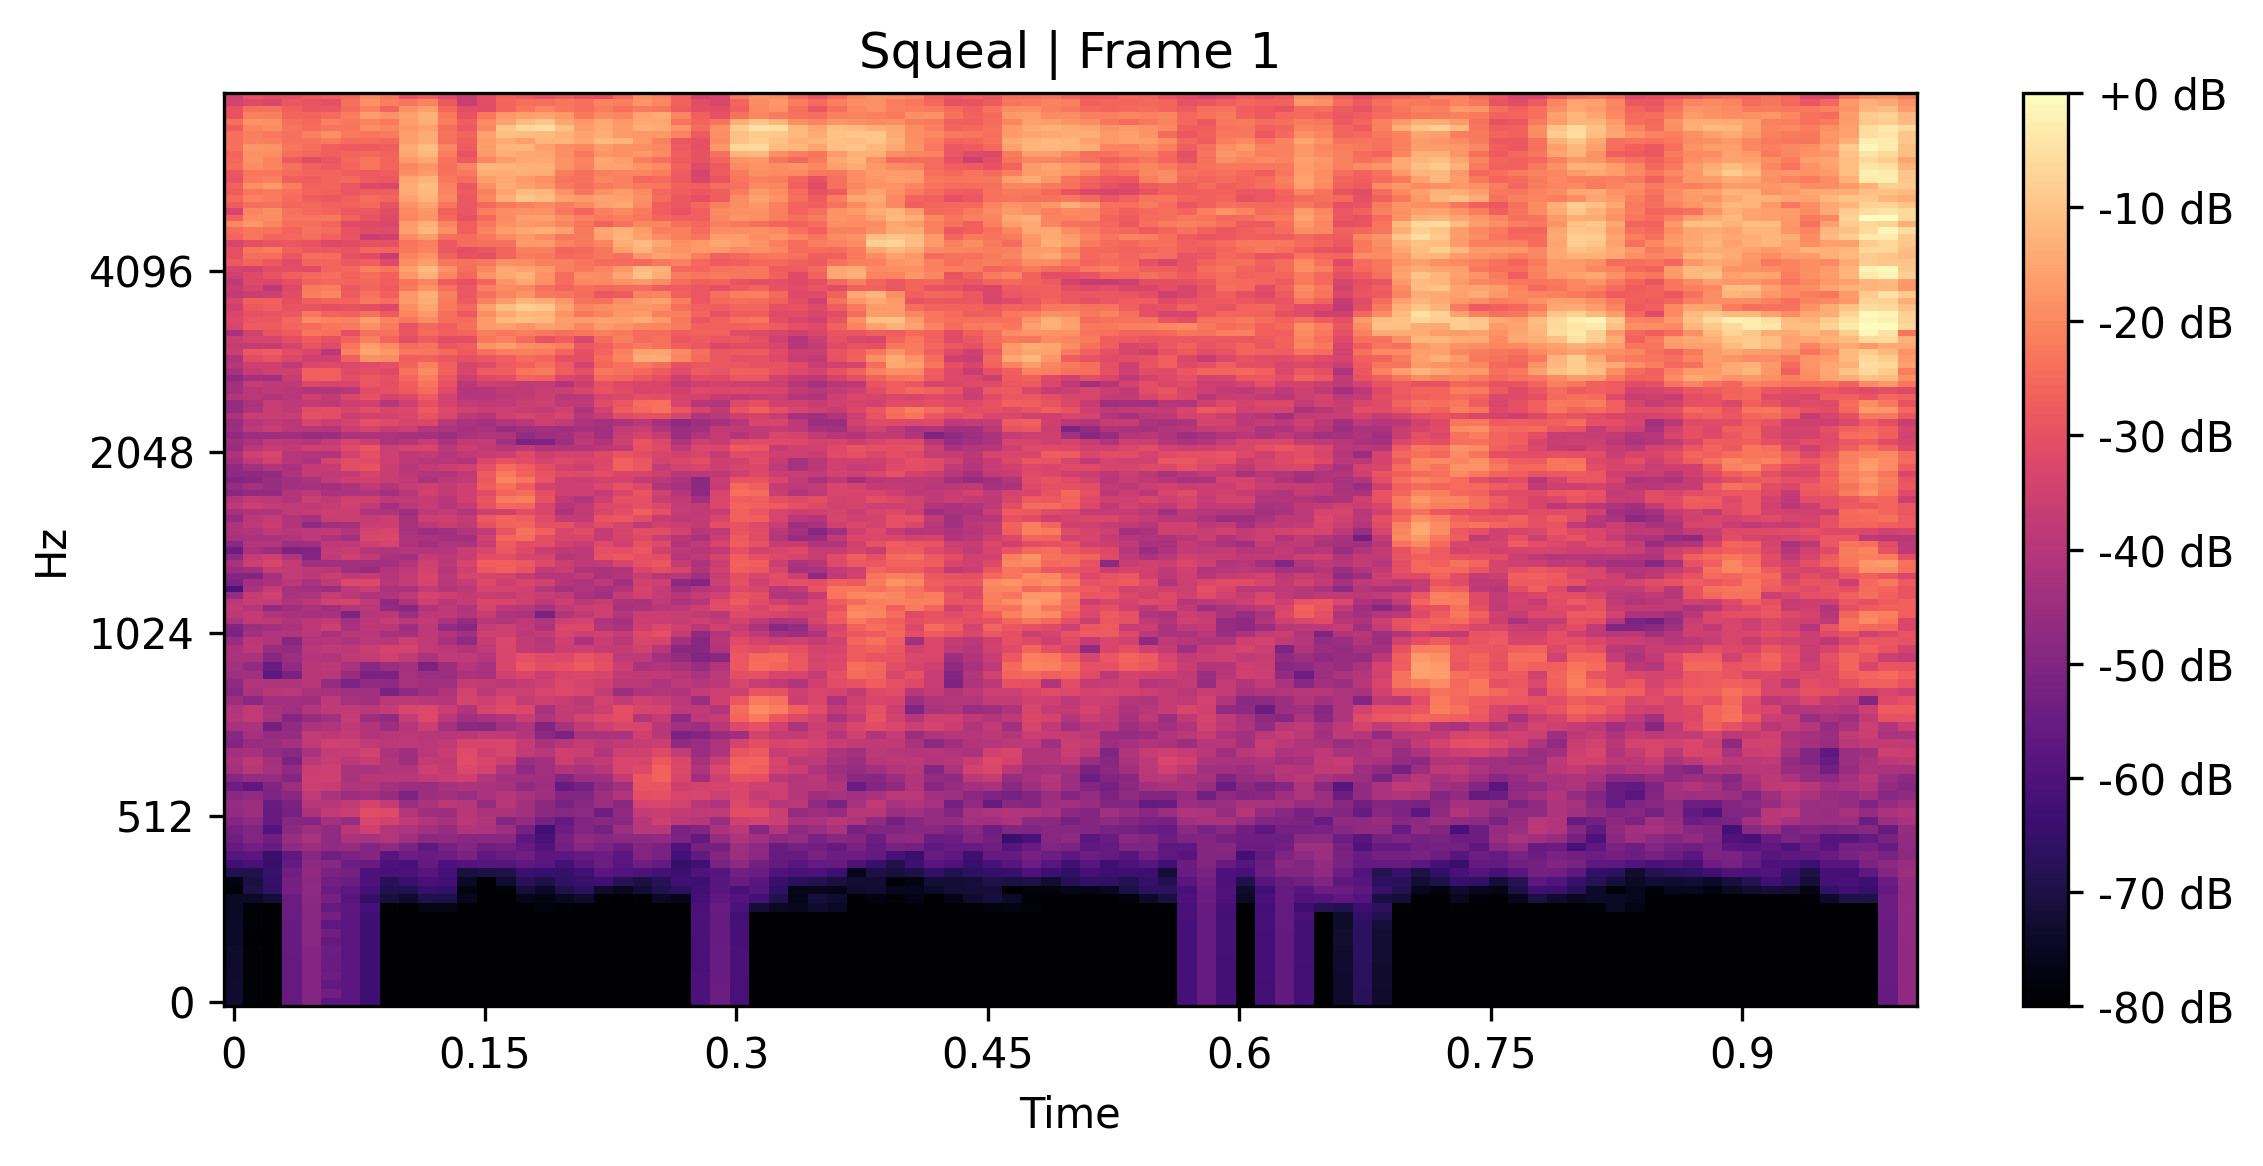 Squeal | Frame 1
Hz
4096
2048
1024
512
0
0 0.15 0.3 0.45 0.6 0.75 0.9
Time
+0 dB
-10 dB
-20 dB
-30 dB
-40 dB
-50 dB
-60 dB
-70 dB
-80 dB